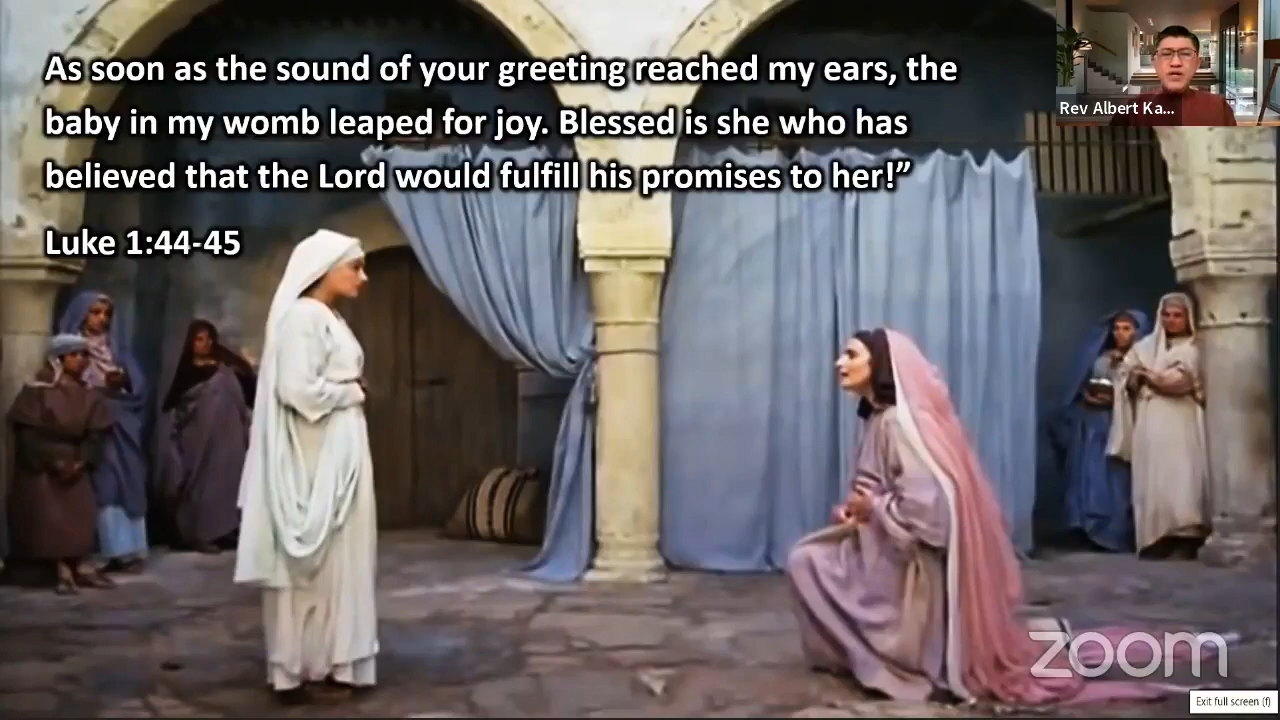 As soon as the sound of your greeting reached my ears, the
baby in my womb leaped for joy. Blessed is she who has
believed that the Lord would fulfill his promises to her!”
Luke 1:44-45
Rev Albert Ka...
zoom
Exit full screen (f)